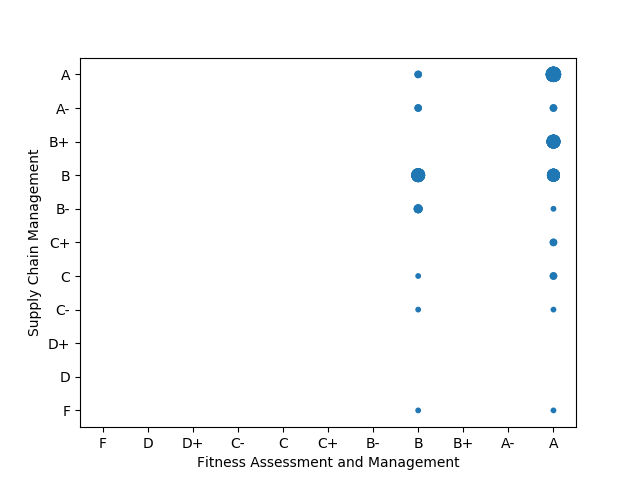 Supply Chain Management
A
A-
B+
B
B-
C+
C
C-
D+
D
F
F D D+ C- C C+ B- B B+ A- A
Fitness Assessment and Management